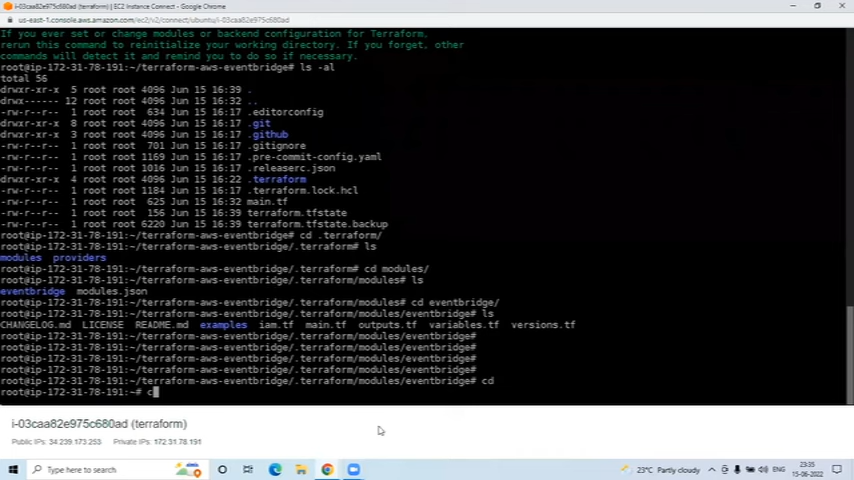 i-03caa82e975c680ad (terraform) | EC2 Instance Connect - Google Chrome
us-east-1.console.aws.amazon.com/ec2/v2/connect/ubuntu/i-03caa82e975c680ad
If you ever set or change modules or backend configuration for Terraform,
rerun this command to reinitialize your working directory. If you forget, other
commands will detect it and remind you to do so if necessary.
root@ip-172-31-78-191:~/terraform-aws-eventbridge# ls -al
total 56
drwxr-xr-x  5 root root 4096 Jun 15 16:39 .
drwx------ 12 root root 4096 Jun 15 16:32 ..
-rw-r--r--  1 root root  634 Jun 15 16:17 .editorconfig
drwxr-xr-x  8 root root 4096 Jun 15 16:17 .git
drwxr-xr-x  3 root root 4096 Jun 15 16:17 .github
-rw-r--r--  1 root root  701 Jun 15 16:17 .gitignore
-rw-r--r--  1 root root 1169 Jun 15 16:17 .pre-commit-config.yaml
-rw-r--r--  1 root root 1016 Jun 15 16:17 .releaserc.json
drwxr-xr-x  4 root root 4096 Jun 15 16:22 .terraform
-rw-r--r--  1 root root 1184 Jun 15 16:17 .terraform.lock.hcl
-rw-r--r--  1 root root  625 Jun 15 16:32 main.tf
-rw-r--r--  1 root root  156 Jun 15 16:39 terraform.tfstate
-rw-r--r--  1 root root 6220 Jun 15 16:39 terraform.tfstate.backup
root@ip-172-31-78-191:~/terraform-aws-eventbridge# cd .terraform/
root@ip-172-31-78-191:~/terraform-aws-eventbridge/.terraform# ls
modules  providers
root@ip-172-31-78-191:~/terraform-aws-eventbridge/.terraform# cd modules/
root@ip-172-31-78-191:~/terraform-aws-eventbridge/.terraform/modules# ls
eventbridge  modules.json
root@ip-172-31-78-191:~/terraform-aws-eventbridge/.terraform/modules# cd eventbridge/
root@ip-172-31-78-191:~/terraform-aws-eventbridge/.terraform/modules/eventbridge# ls
CHANGELOG.md  LICENSE  README.md  examples  iam.tf  main.tf  outputs.tf  variables.tf  versions.tf
root@ip-172-31-78-191:~/terraform-aws-eventbridge/.terraform/modules/eventbridge#
root@ip-172-31-78-191:~/terraform-aws-eventbridge/.terraform/modules/eventbridge#
root@ip-172-31-78-191:~/terraform-aws-eventbridge/.terraform/modules/eventbridge#
root@ip-172-31-78-191:~/terraform-aws-eventbridge/.terraform/modules/eventbridge#
root@ip-172-31-78-191:~/terraform-aws-eventbridge/.terraform/modules/eventbridge# cd
root@ip-172-31-78-191:~# c
i-03caa82e975c680ad (terraform)
Public IPs: 34.239.173.253 Private IPs: 172.31.78.191
Type here to search
23°C Partly cloudy
ENG
23:35
15-06-2022